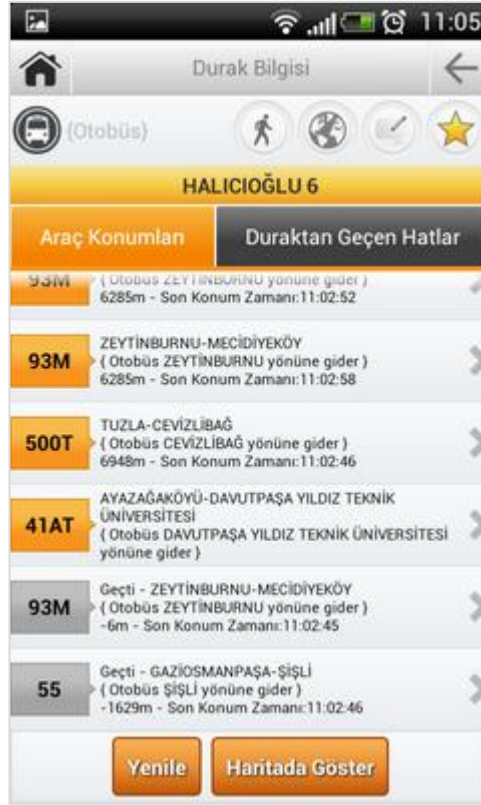 11:05
Durak Bilgisi
(Otobüs)
HALICIOĞLU 6
Araç Konumları
Duraktan Geçen Hatlar
93M
( Otobüs ZEYTİNBURNU yönüne gider )
6285m - Son Konum Zamanı:11:02:52
ZEYTİNBURNU-MECİDİYEKÖY
93M
( Otobüs ZEYTİNBURNU yönüne gider )
6285m - Son Konum Zamanı:11:02:58
TUZLA-CEVİZLİBAĞ
500T
( Otobüs CEVİZLİBAĞ yönüne gider )
6948m - Son Konum Zamanı:11:02:46
AYAZAĞAKÖYÜ-DAVUTPAŞA YILDIZ TEKNİK
ÜNİVERSİTESİ
41AT
( Otobüs DAVUTPAŞA YILDIZ TEKNİK ÜNİVERSİTESİ
yönüne gider )
Geçti - ZEYTİNBURNU-MECİDİYEKÖY
93M
( Otobüs ZEYTİNBURNU yönüne gider )
-6m - Son Konum Zamanı:11:02:45
Geçti - GAZİOSMANPAŞA-ŞİŞLİ
55
( Otobüs ŞİŞLİ yönüne gider )
-1629m - Son Konum Zamanı:11:02:46
Yenile
Haritada Göster